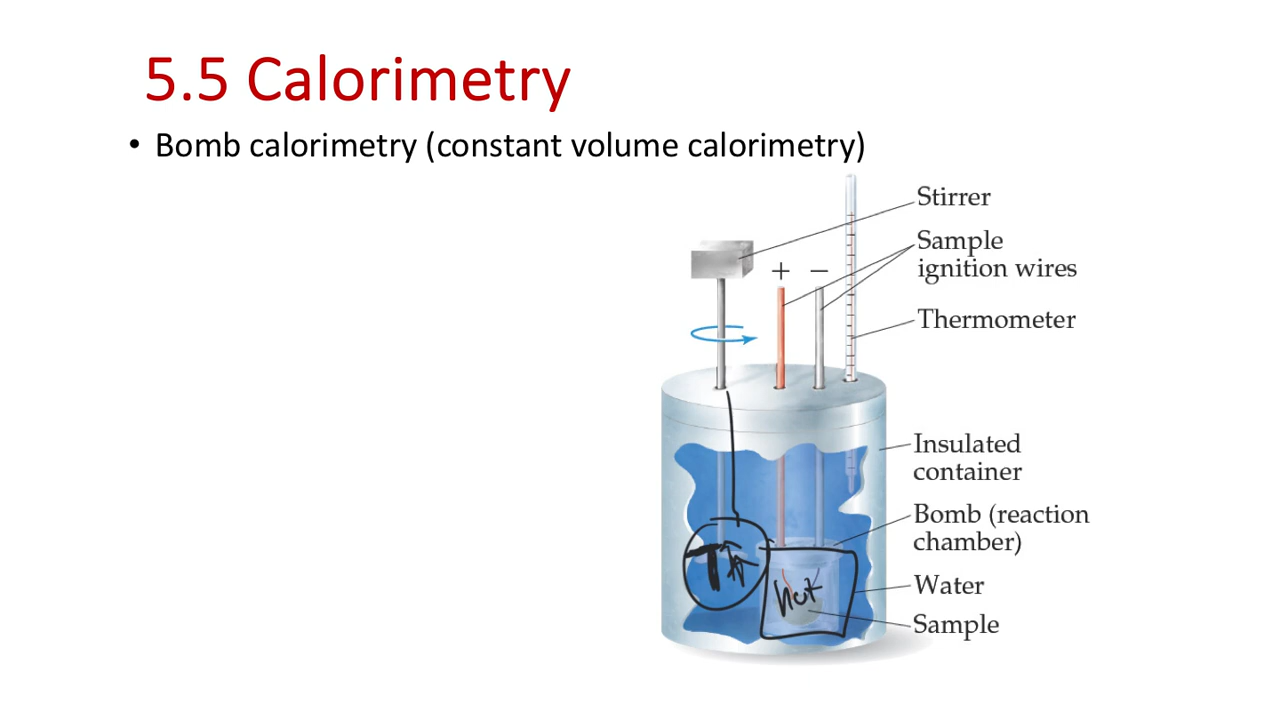 5.5 Calorimetry
• Bomb calorimetry (constant volume calorimetry)
Stirrer
Sample
ignition wires
+ −
Thermometer
Insulated
container
Bomb (reaction
chamber)
T↑
hot
Water
Sample